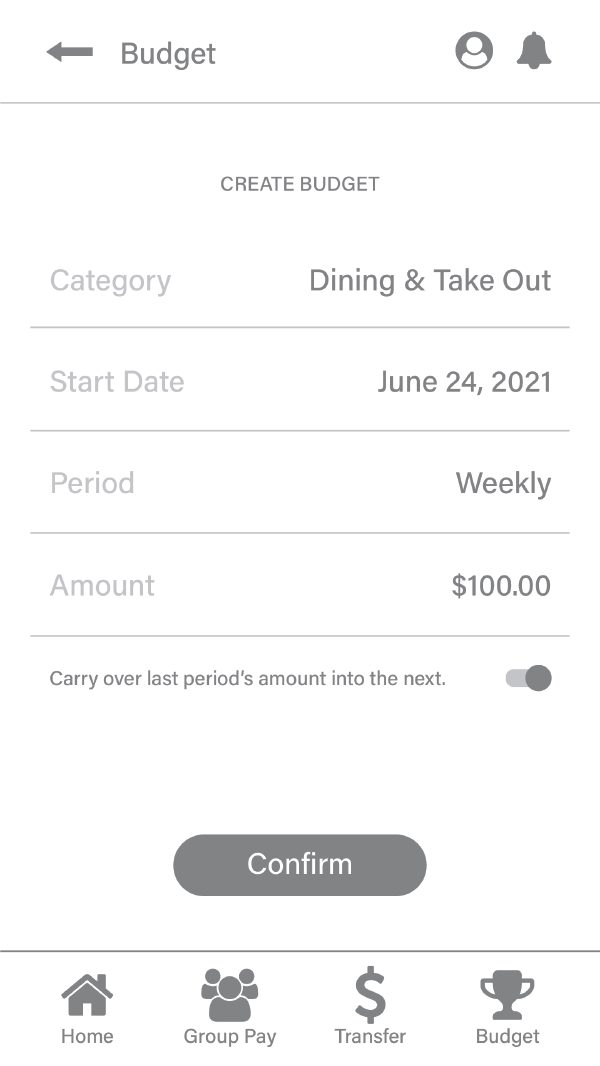 Budget
CREATE BUDGET
Category Dining & Take Out
Start Date June 24, 2021
Period Weekly
Amount $100.00
Carry over last period's amount into the next.
Confirm
Home Group Pay Transfer Budget